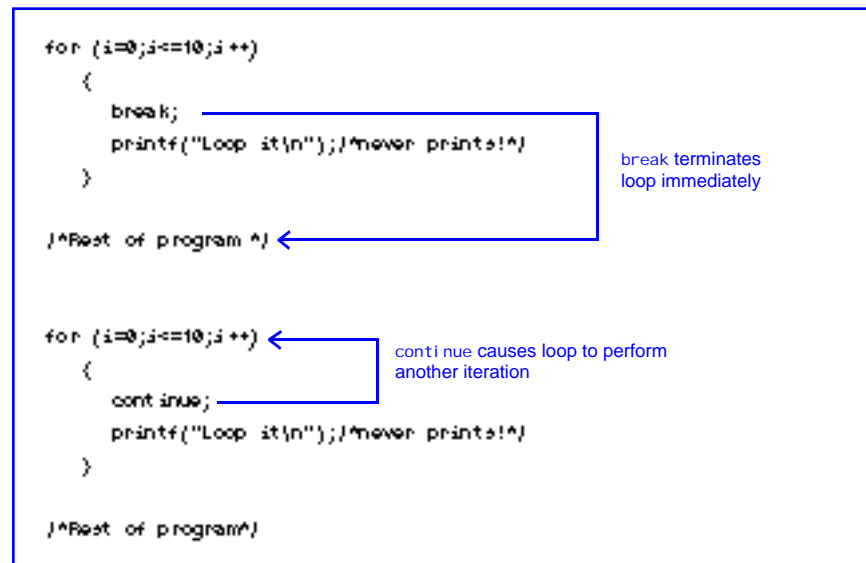 for (i=0;i<=10;i++)
{
break;
printf("Loop it\n");/*never prints!*/
}
break terminates
loop immediately
/*Rest of program */
for (i=0;i<=10;i++)
continue causes loop to perform
another iteration
{
continue;
printf("Loop it\n");/*never prints!*/
}
/*Rest of program*/